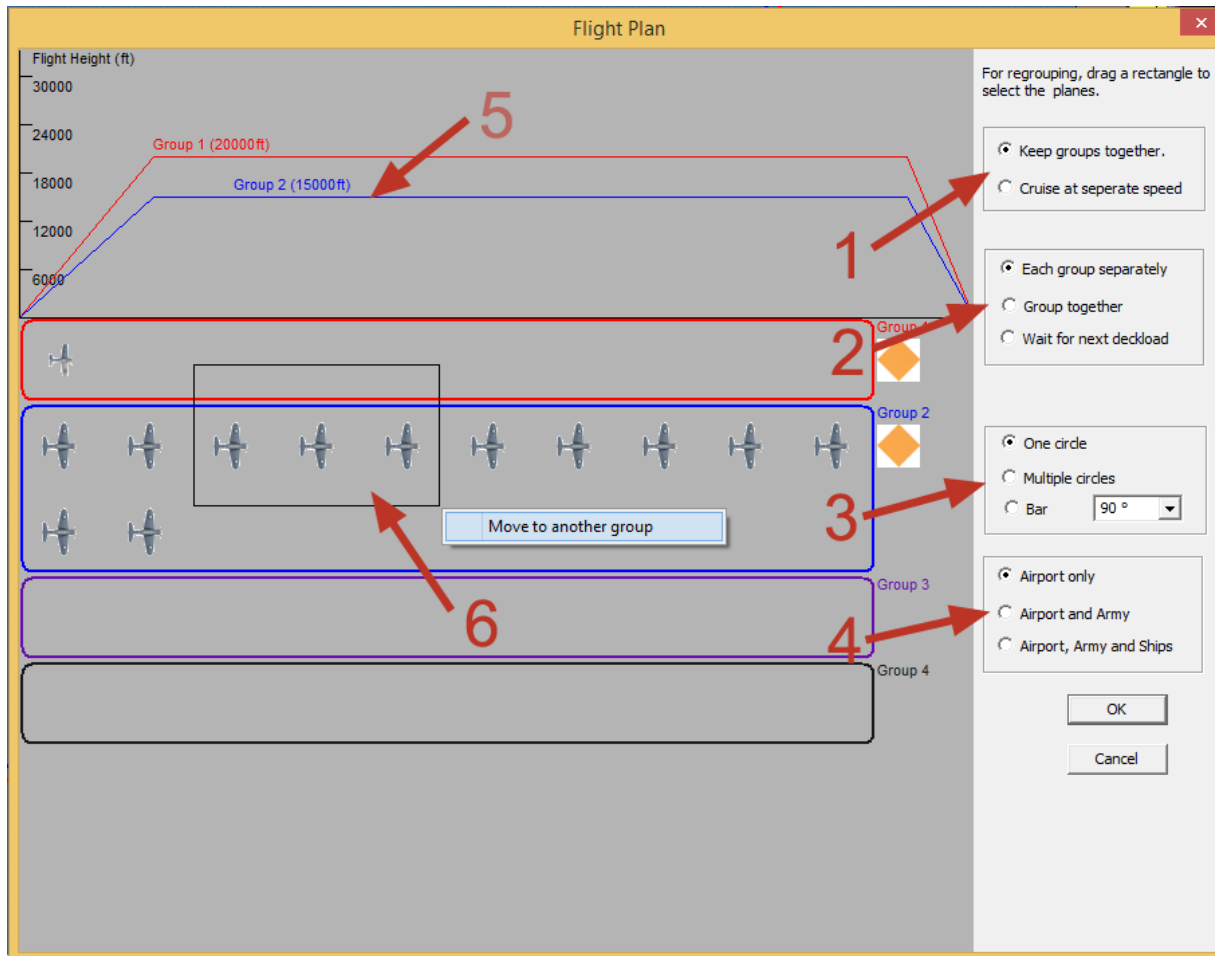 Flight Plan
x
Flight Height (ft)
30000
24000
18000
12000
6000
Group 1 (20000ft)
Group 2 (15000ft)
5
For regrouping, drag a rectangle to
select the planes.
Keep groups together.
Cruise at seperate speed
1
Each group separately
Group together
Wait for next deckload
2
Group 1
Group 2
One circle
Multiple circles
Bar 90 °
3
Move to another group
6
Airport only
Airport and Army
Airport, Army and Ships
4
Group 3
Group 4
OK
Cancel